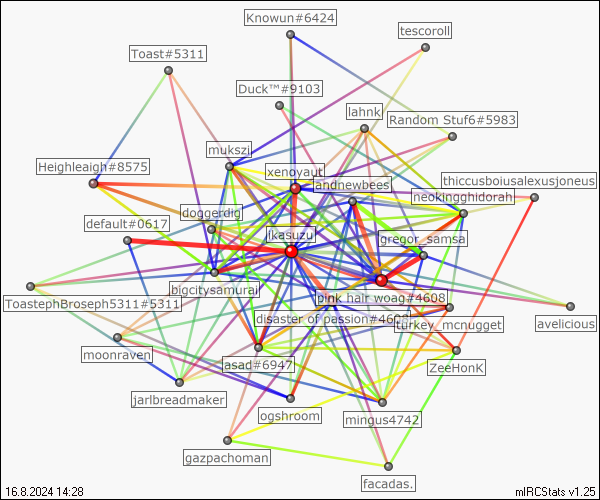 Knowun#6424
tescoroll
Toast#5311
Duck™#9103
lahnk
Random Stuf6#5983
mukszi
Heighleaigh#8575
xenoyaut
andnewbees
thiccusboiusalexusjoneus
neokingghidorah
doggerdig
default#0617
ikasuzu
gregor_samsa
bigcitysamurai
pink hair woag#4608
ToastephBroseph5311#5311
disaster of passion#460
turkey_mcnugget
avelicious
moonraven
asad#6947
ZeeHonK
jarlbreadmaker
ogshroom
mingus4742
gazpachoman
facadas.
16.8.2024 14:28
mIRCStats v1.25